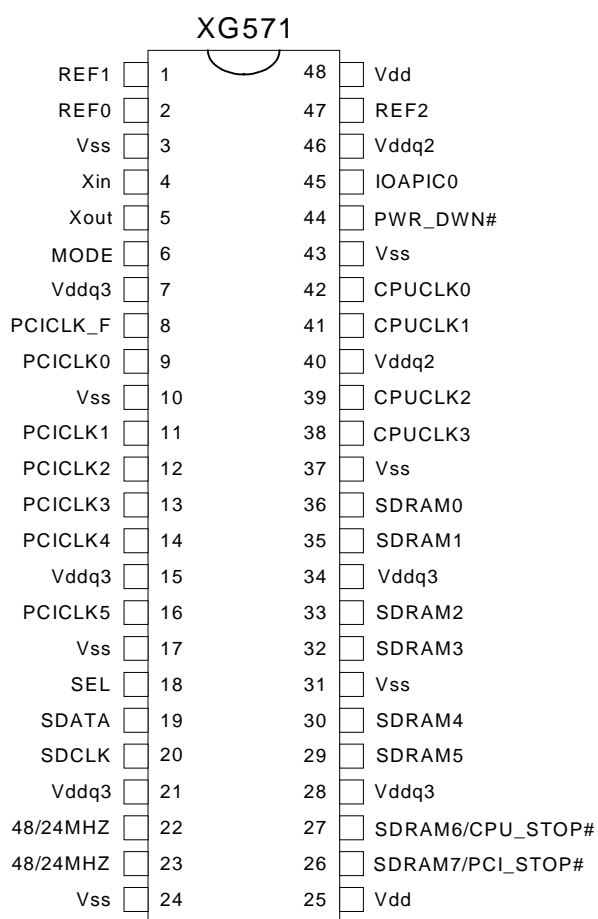 XG571
REF1 1 48 Vdd
REF0 2 47 REF2
Vss 3 46 Vddq2
Xin 4 45 IOAPIC0
Xout 5 44 PWR_DWN#
MODE 6 43 Vss
Vddq3 7 42 CPUCLK0
PCICLK_F 8 41 CPUCLK1
PCICLK0 9 40 Vddq2
Vss 10 39 CPUCLK2
PCICLK1 11 38 CPUCLK3
PCICLK2 12 37 Vss
PCICLK3 13 36 SDRAM0
PCICLK4 14 35 SDRAM1
Vddq3 15 34 Vddq3
PCICLK5 16 33 SDRAM2
Vss 17 32 SDRAM3
SEL 18 31 Vss
SDATA 19 30 SDRAM4
SDCLK 20 29 SDRAM5
Vddq3 21 28 Vddq3
48/24MHZ 22 27 SDRAM6/CPU_STOP#
48/24MHZ 23 26 SDRAM7/PCI_STOP#
Vss 24 25 Vdd